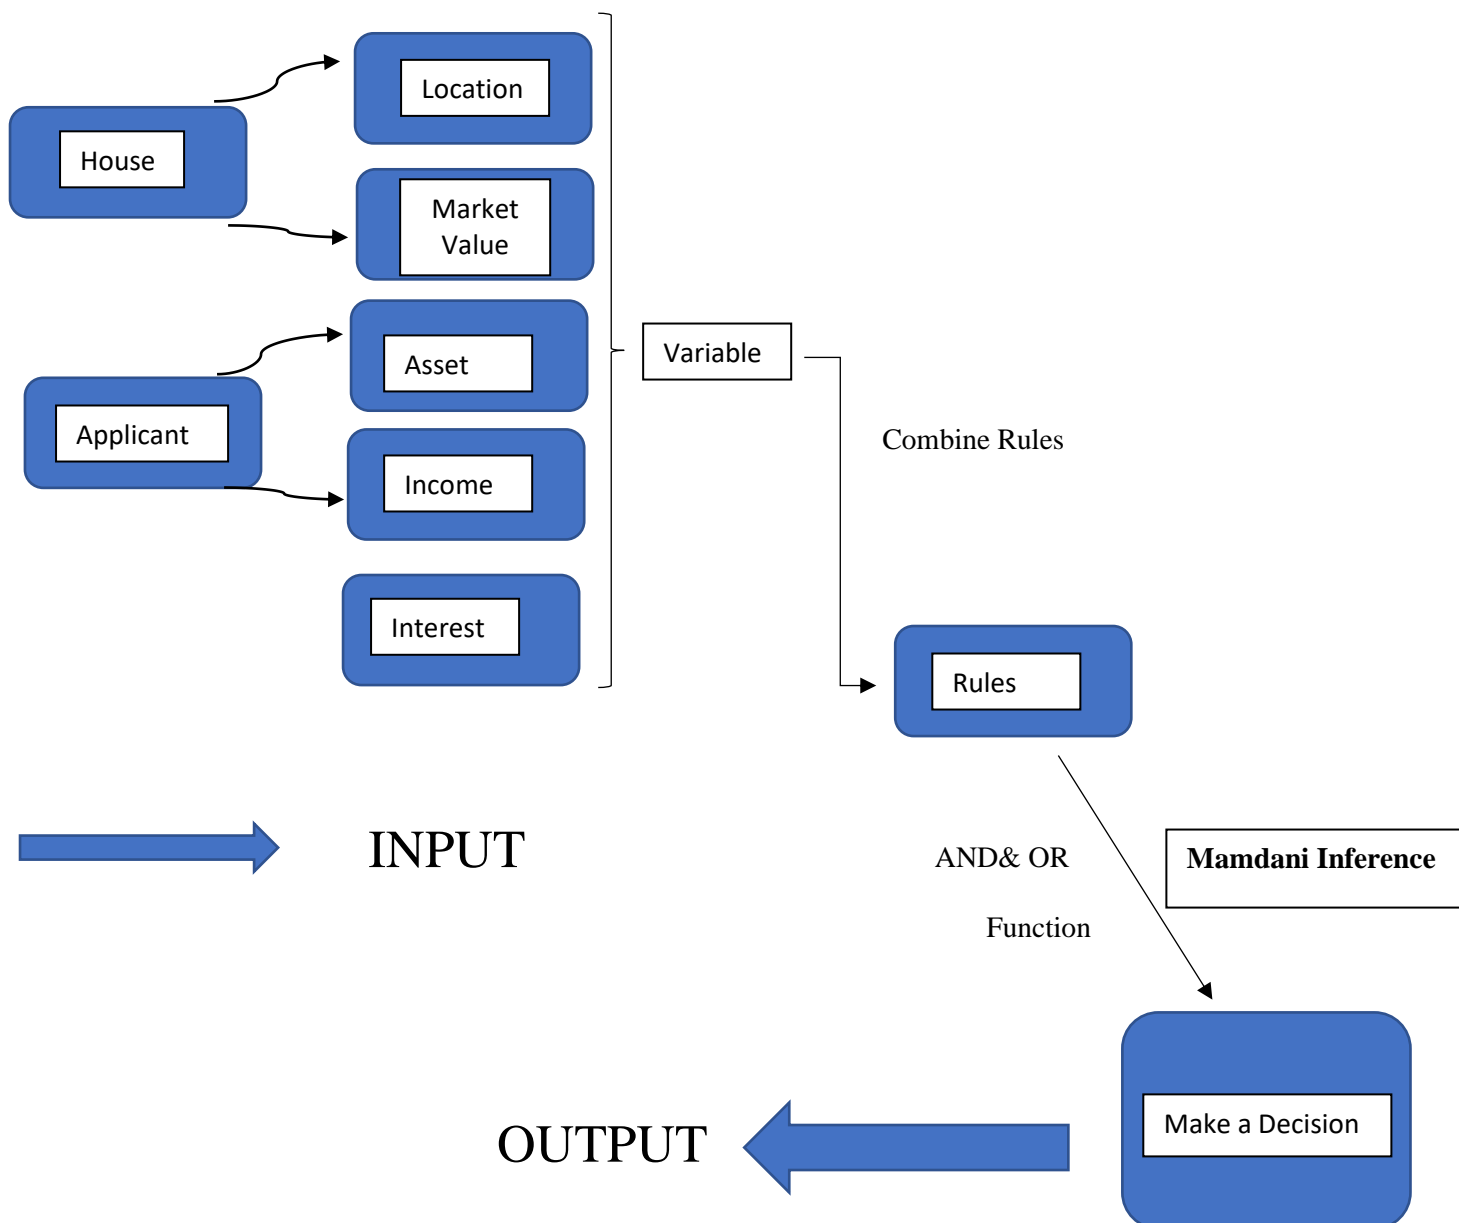 Location
House
Market
Value
Asset
Variable
Applicant
Combine Rules
Income
Interest
Rules
INPUT
AND& OR
Mamdani Inference
Function
Make a Decision
OUTPUT